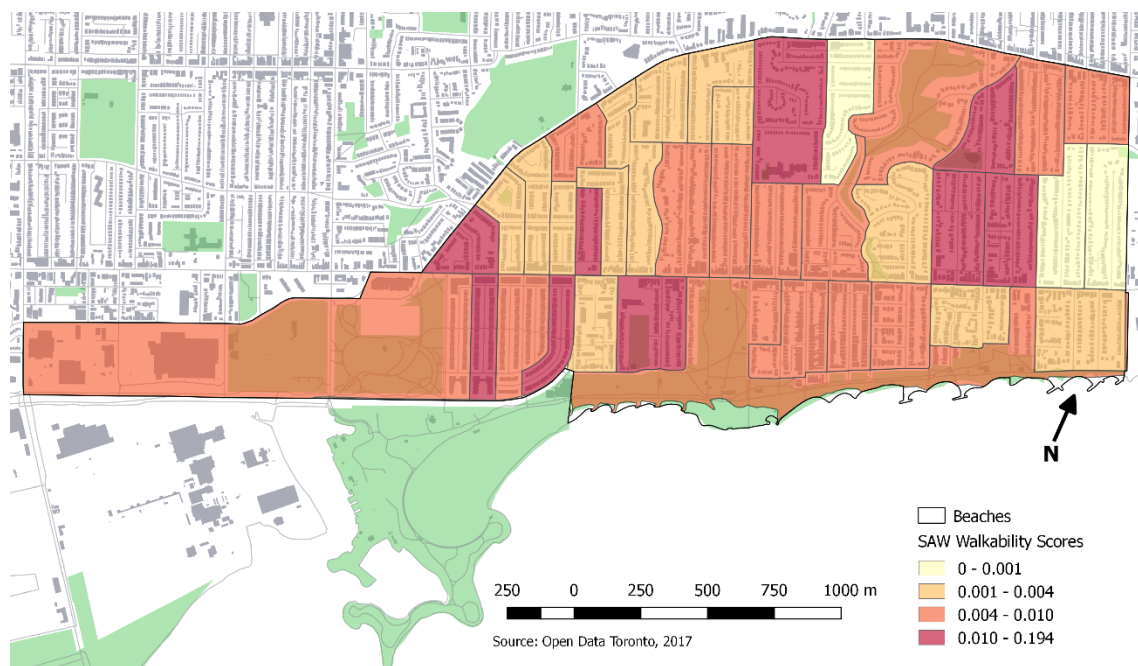 N
Beaches
SAW Walkability Scores
0 - 0.001
0.001 - 0.004
0.004 - 0.010
0.010 - 0.194
250 0 250 500 750 1000 m
Source: Open Data Toronto, 2017